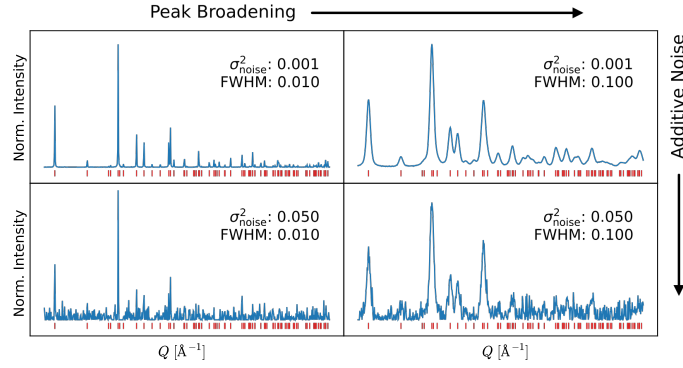 Peak Broadening
Norm. Intensity
σ²noise: 0.001
FWHM: 0.010
σ²noise: 0.001
FWHM: 0.100
Additive Noise
Norm. Intensity
σ²noise: 0.050
FWHM: 0.010
σ²noise: 0.050
FWHM: 0.100
Q [Å⁻¹]
Q [Å⁻¹]